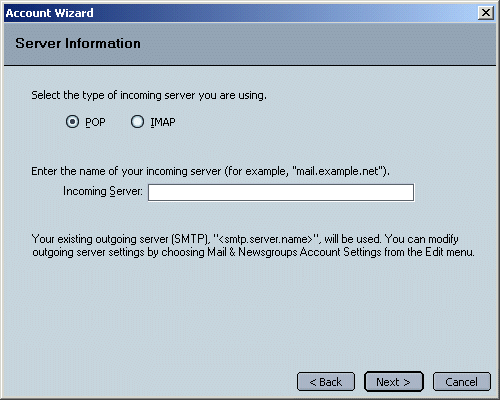 Account Wizard
Server Information
Select the type of incoming server you are using.
POP IMAP
Enter the name of your incoming server (for example, "mail.example.net").
Incoming Server:
Your existing outgoing server (SMTP), "<smtp.server.name>", will be used. You can modify
outgoing server settings by choosing Mail & Newsgroups Account Settings from the Edit menu.
< Back Next > Cancel